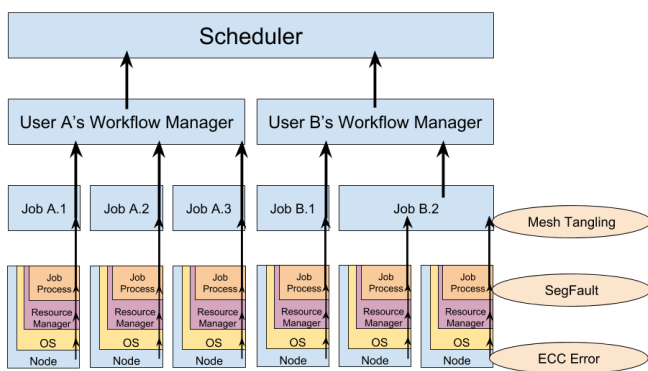 Scheduler
User A's Workflow Manager
User B's Workflow Manager
Job A.1
Job A.2
Job A.3
Job B.1
Job B.2
Mesh Tangling
Job
Process
Resource
Manager
OS
Node
Job
Process
Resource
Manager
OS
Node
Job
Process
Resource
Manager
OS
Node
Job
Process
Resource
Manager
OS
Node
Job
Process
Resource
Manager
OS
Node
Job
Process
Resource
Manager
OS
Node
SegFault
ECC Error